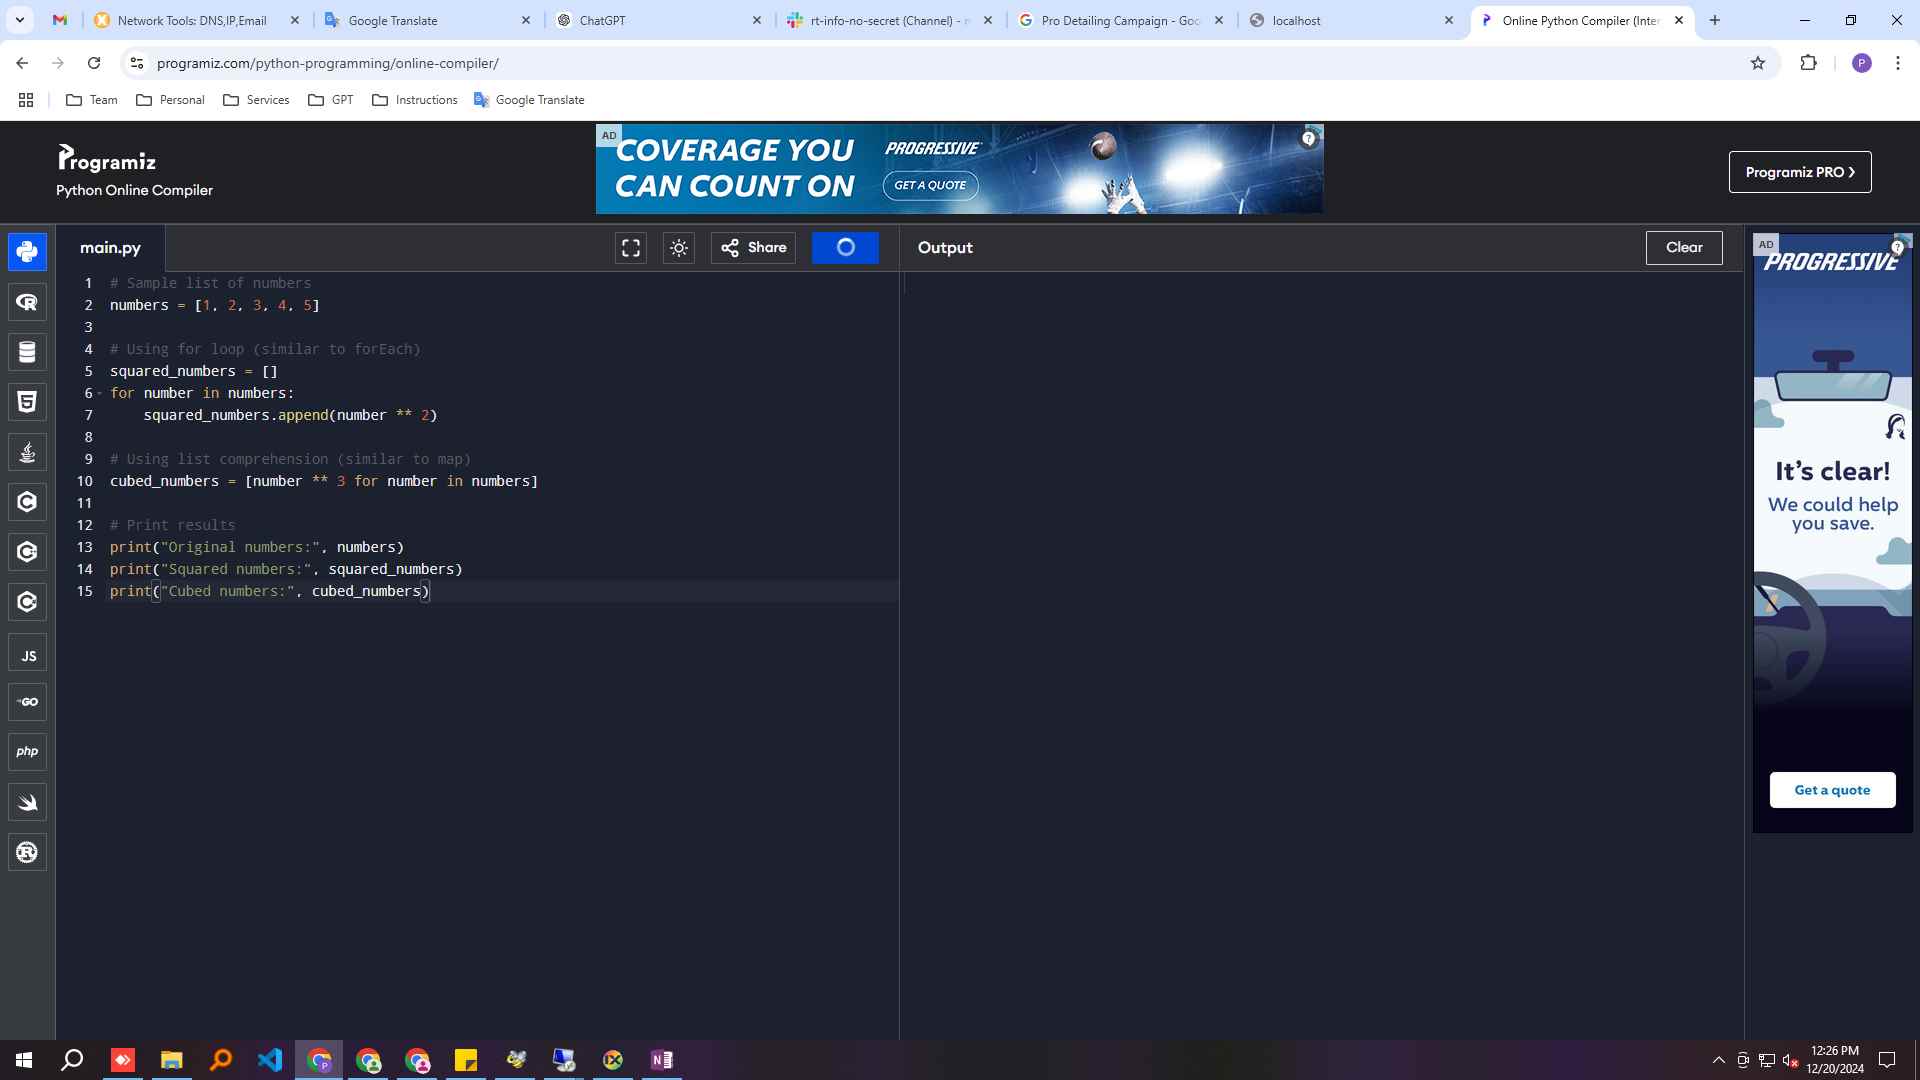 Network Tools: DNS,IP,Email
Google Translate
ChatGPT
rt-info-no-secret (Channel) -
Pro Detailing Campaign - Goo
localhost
Online Python Compiler (Inter
programiz.com/python-programming/online-compiler/
P
Team
Personal
Services
GPT
Instructions
Google Translate
Programiz
Python Online Compiler
AD
COVERAGE YOU
CAN COUNT ON
PROGRESSIVE
GET A QUOTE
Programiz PRO ❯
main.py
Share
Output
Clear
1 # Sample list of numbers
2 numbers = [1, 2, 3, 4, 5]
3
4 # Using for loop (similar to forEach)
5 squared_numbers = []
6 for number in numbers:
7     squared_numbers.append(number ** 2)
8
9 # Using list comprehension (similar to map)
10 cubed_numbers = [number ** 3 for number in numbers]
11
12 # Print results
13 print("Original numbers:", numbers)
14 print("Squared numbers:", squared_numbers)
15 print("Cubed numbers:", cubed_numbers)
JS
GO
php
AD
PROGRESSIVE
It's clear!
We could help
you save.
Get a quote
12:26 PM
12/20/2024